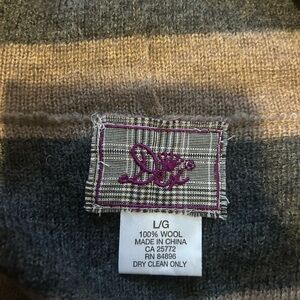 L/G
100% WOOL
MADE IN CHINA
CA 25772
RN 84896
DRY CLEAN ONLY